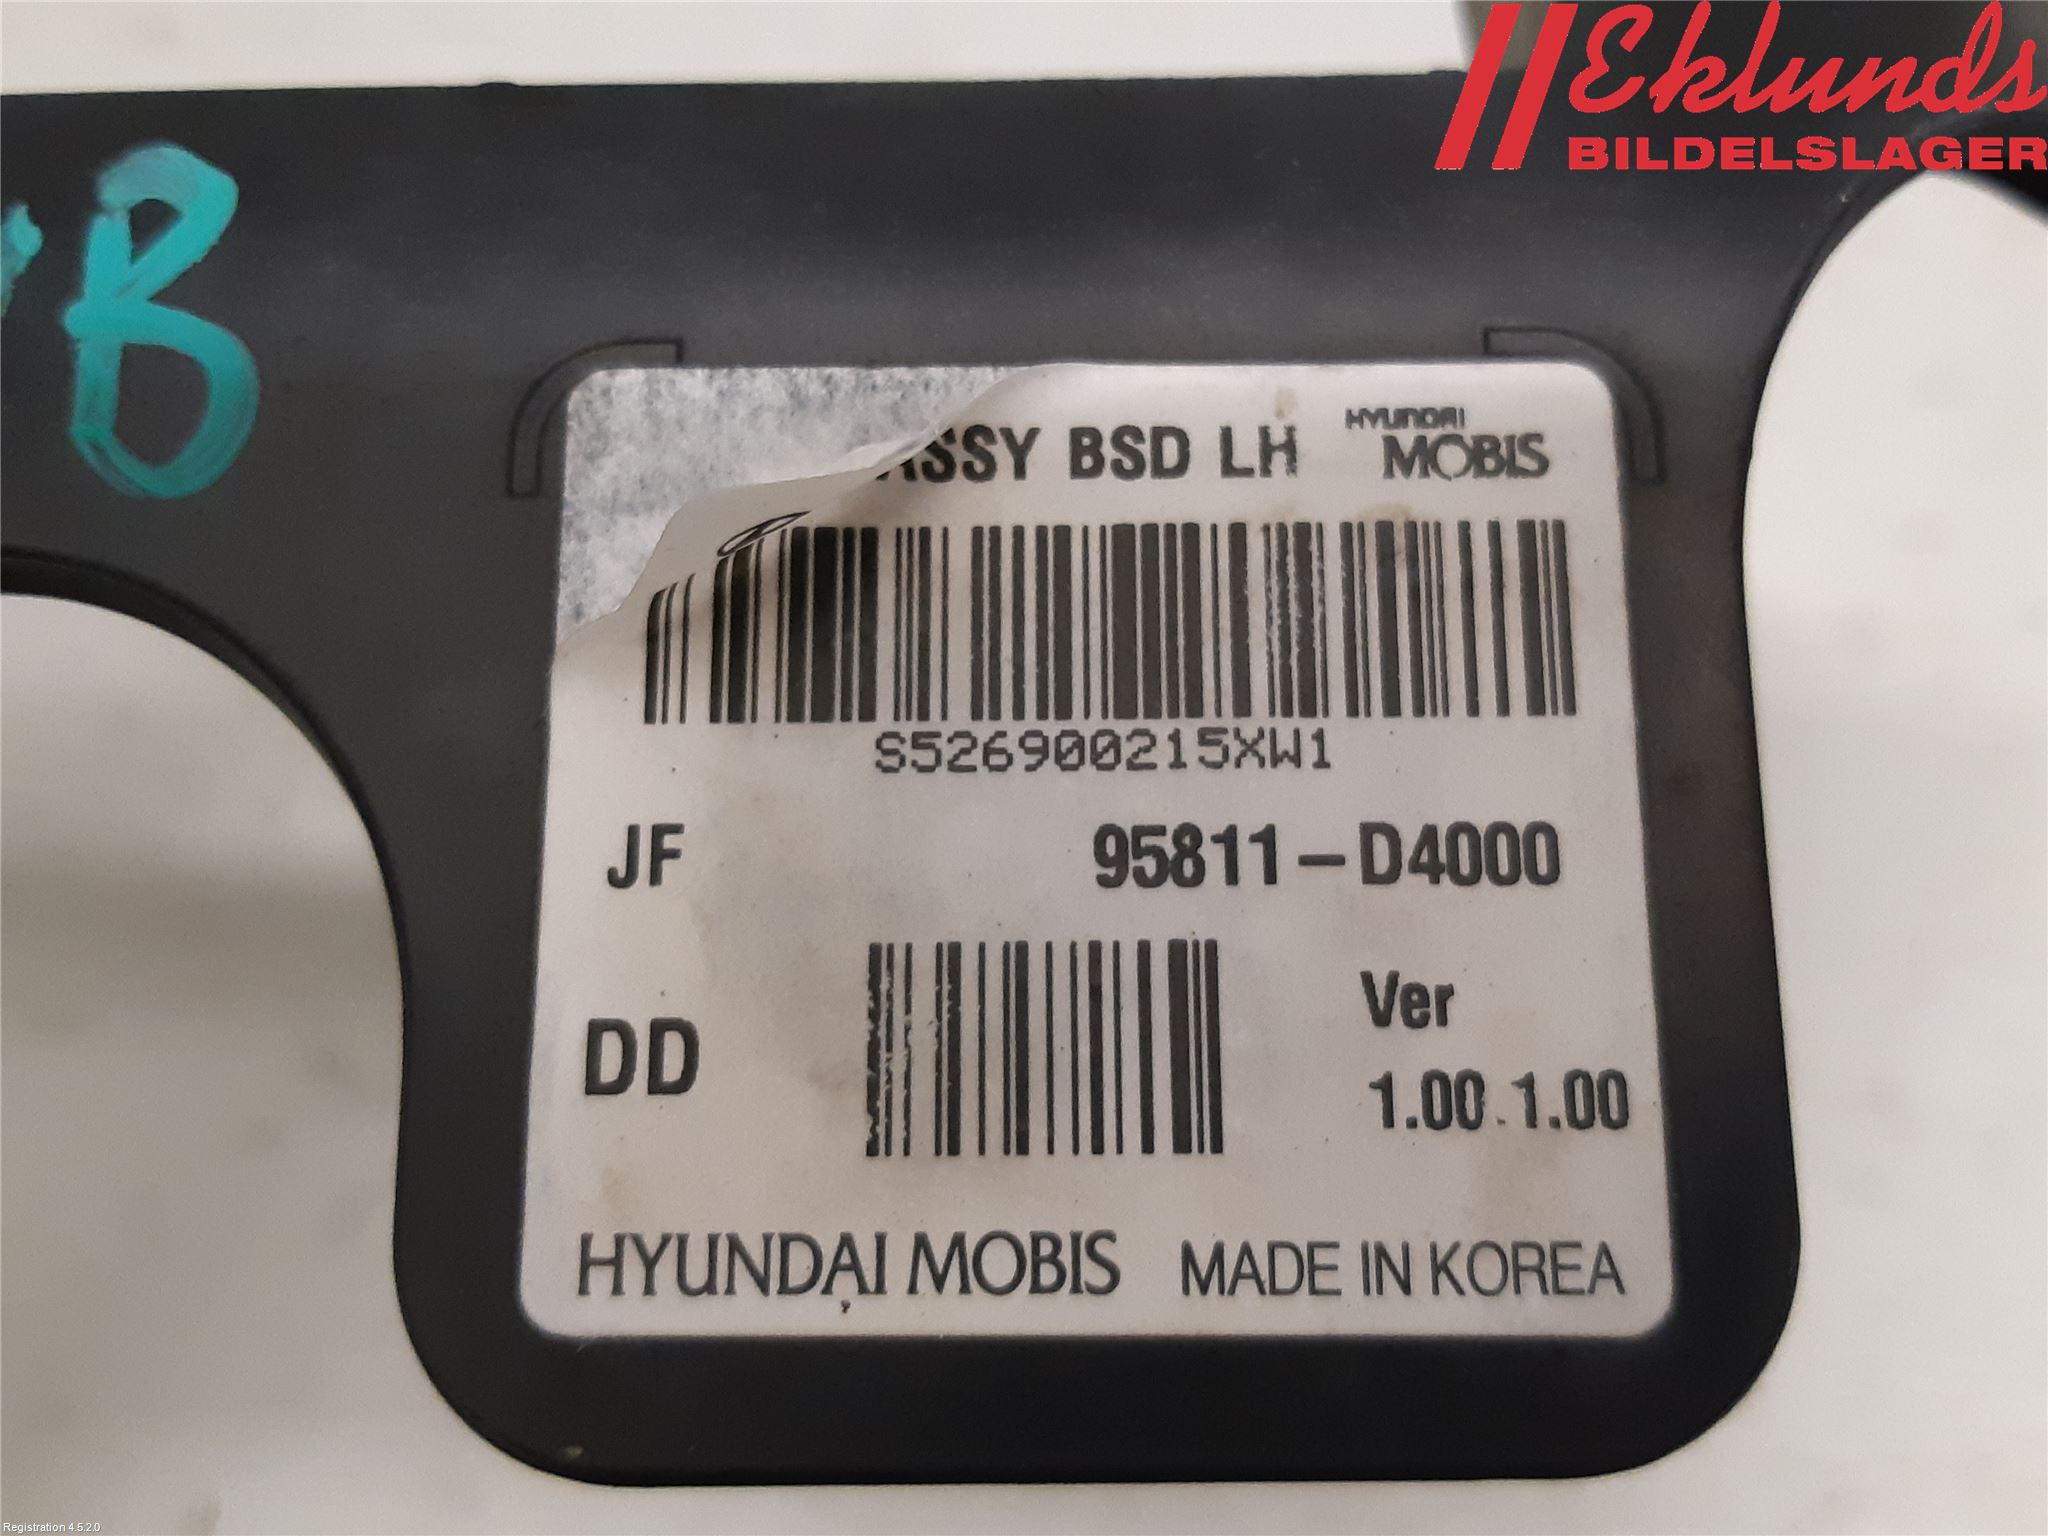 Eklunds
BILDELSLAGER
B
ASSY BSD LH
HYUNDAI
MOBIS
S526900215XW1
JF 95811-D4000
DD
Ver
1.00 1.00
HYUNDAI MOBIS MADE IN KOREA
Registration 4.5.2.0